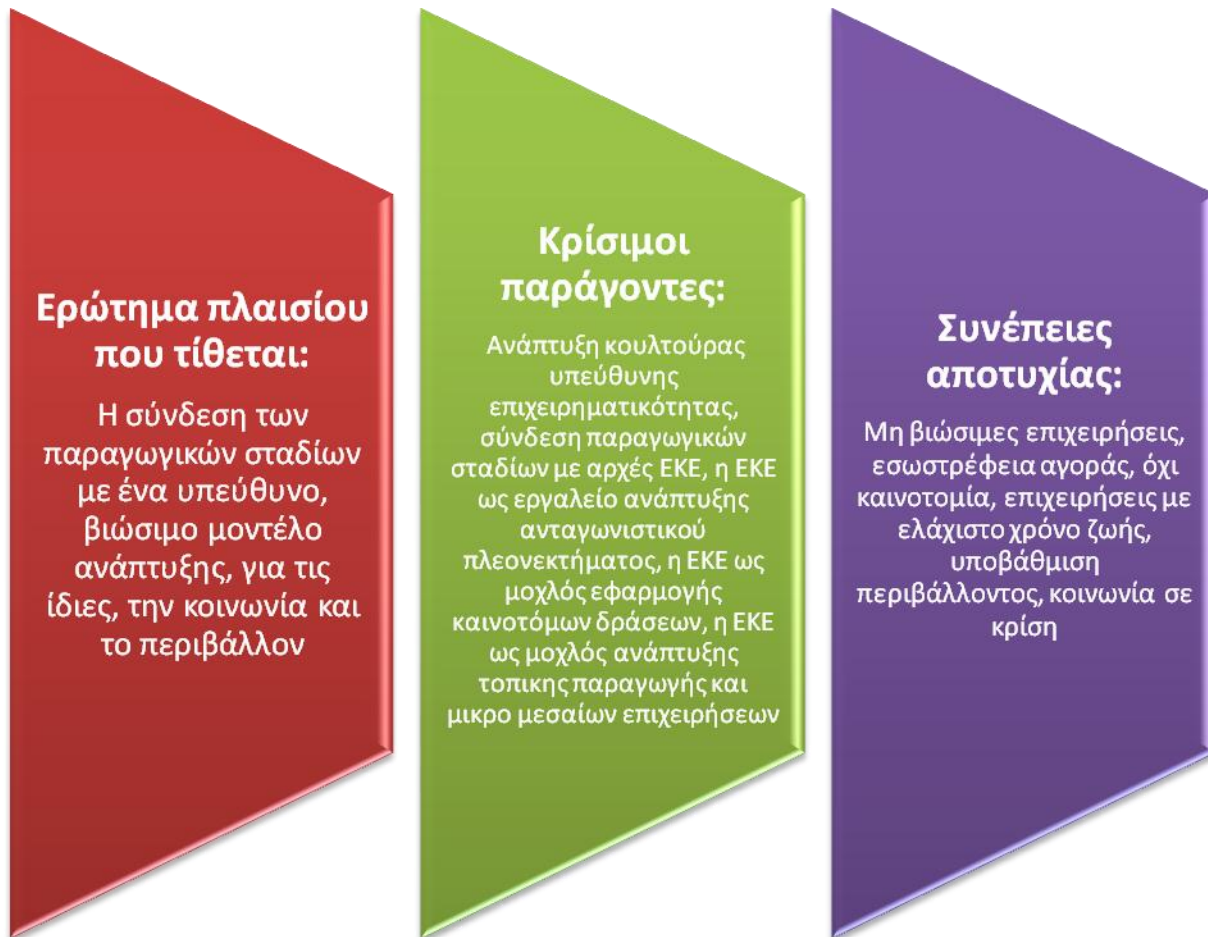 Ερώτημα πλαισίου
που τίθεται:
Η σύνδεση των
παραγωγικών σταδίων
με ένα υπεύθυνο,
βιώσιμο μοντέλο
ανάπτυξης, για τις
ίδιες, την κοινωνία και
το περιβάλλον
Κρίσιμοι
παράγοντες:
Ανάπτυξη κουλτούρας
υπεύθυνης
επιχειρηματικότητας,
σύνδεση παραγωγικών
σταδίων με αρχές ΕΚΕ, η ΕΚΕ
ως εργαλείο ανάπτυξης
ανταγωνιστικού
πλεονεκτήματος, η ΕΚΕ ως
μοχλός εφαρμογής
καινοτόμων δράσεων, η ΕΚΕ
ως μοχλός ανάπτυξης
τοπικης παραγωγής και
μικρο μεσαίων επιχειρήσεων
Συνέπειες
αποτυχίας:
Μη βιώσιμες επιχειρήσεις,
εσωστρέφεια αγοράς, όχι
καινοτομία, επιχειρήσεις με
ελάχιστο χρόνο ζωής,
υποβάθμιση
περιβάλλοντος, κοινωνία σε
κρίση